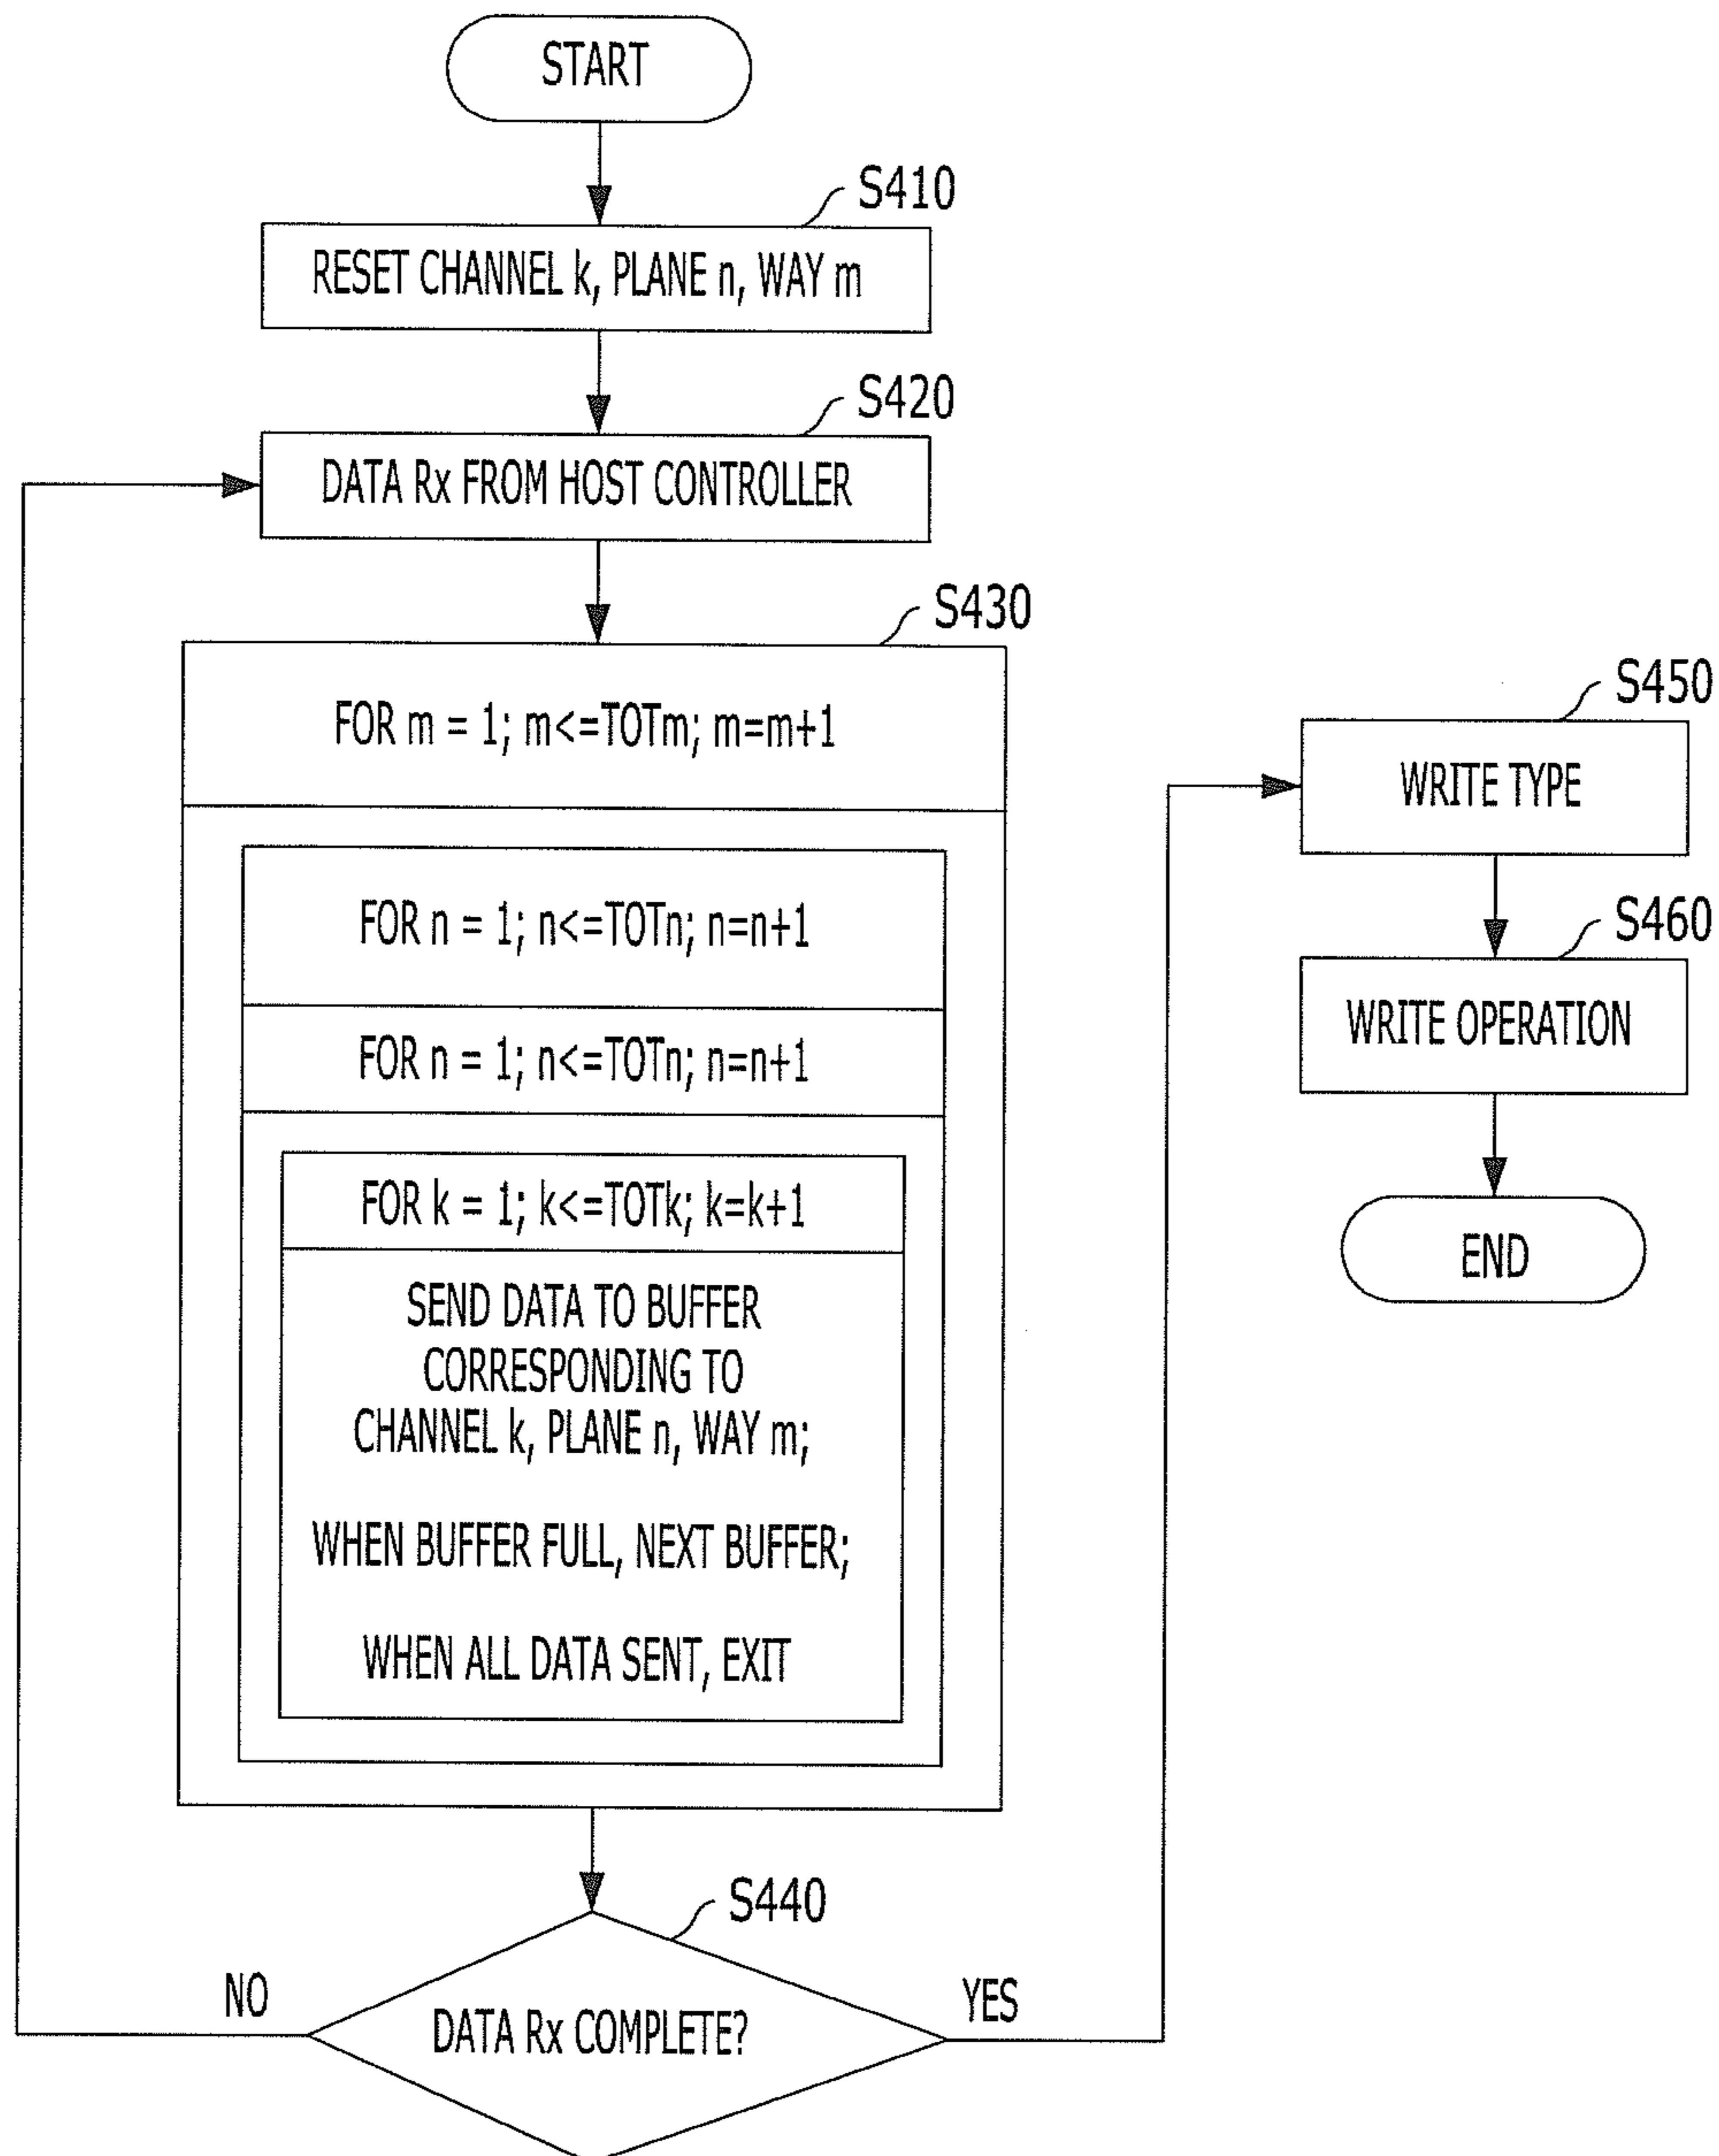 START
S410
RESET CHANNEL k, PLANE n, WAY m
S420
DATA Rx FROM HOST CONTROLLER
S430
FOR m = 1; m<=TOTm; m=m+1
FOR n = 1; n<=TOTn; n=n+1
FOR n = 1; n<=TOTn; n=n+1
FOR k = 1; k<=TOTk; k=k+1
SEND DATA TO BUFFER
CORRESPONDING TO
CHANNEL k, PLANE n, WAY m;
WHEN BUFFER FULL, NEXT BUFFER;
WHEN ALL DATA SENT, EXIT
S440
NO
DATA Rx COMPLETE?
YES
S450
WRITE TYPE
S460
WRITE OPERATION
END